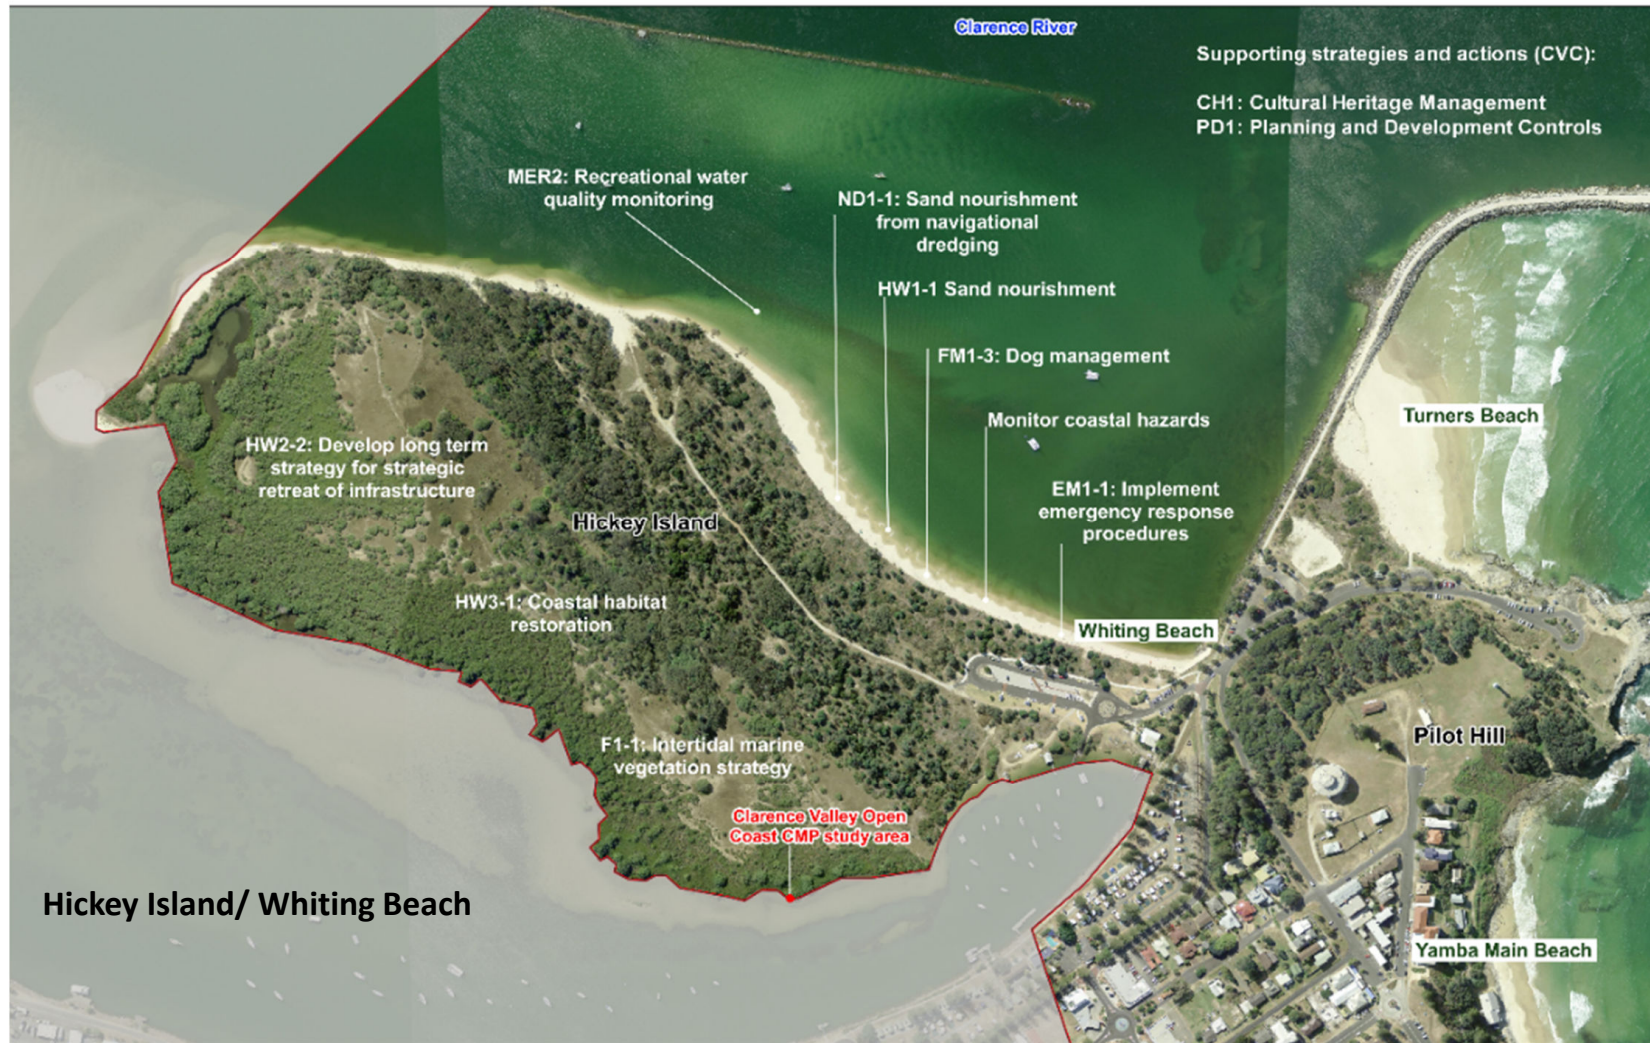 Clarence River
Supporting strategies and actions (CVC):
CH1: Cultural Heritage Management
PD1: Planning and Development Controls
MER2: Recreational water
quality monitoring
ND1-1: Sand nourishment
from navigational
dredging
HW1-1 Sand nourishment
FM1-3: Dog management
Monitor coastal hazards
EM1-1: Implement
emergency response
procedures
Turners Beach
HW2-2: Develop long term
strategy for strategic
retreat of infrastructure
Hickey Island
HW3-1: Coastal habitat
restoration
Whiting Beach
F1-1: Intertidal marine
vegetation strategy
Pilot Hill
Clarence Valley Open
Coast CMP study area
Hickey Island/ Whiting Beach
Yamba Main Beach